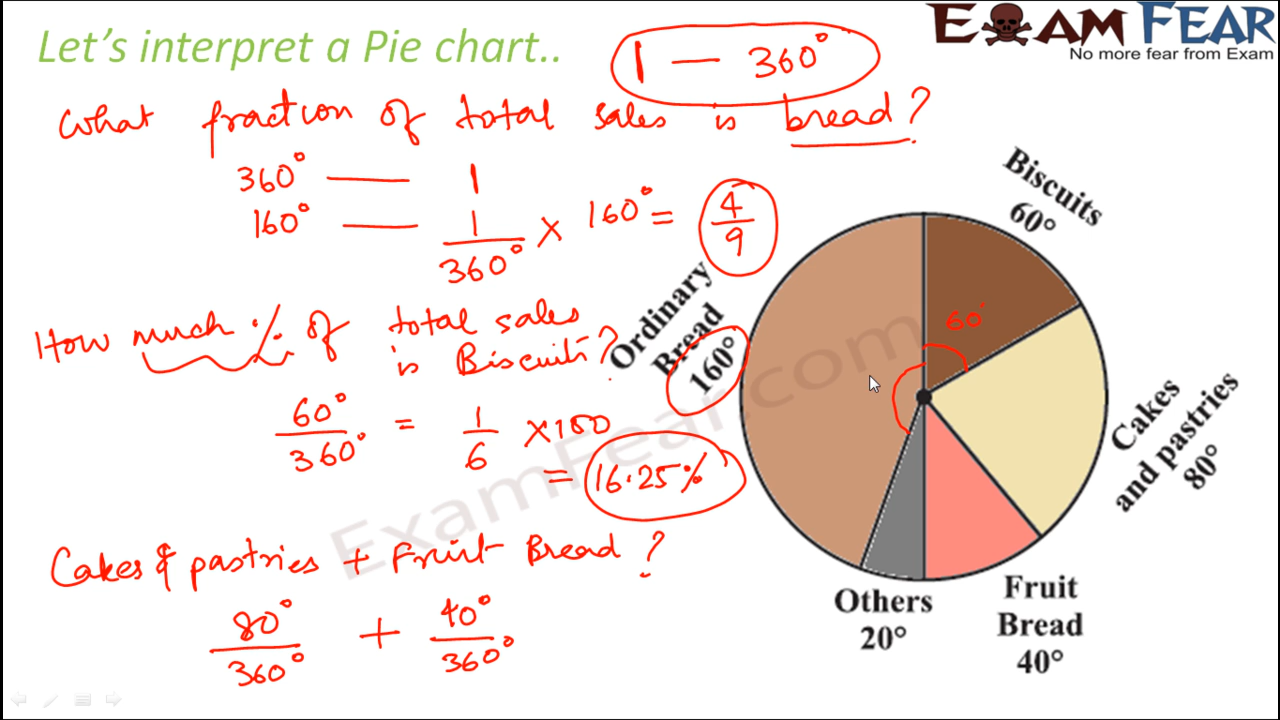 Let's interpret a Pie chart..
1 — 360°
EXAM FEAR
No more fear from Exam
What fraction of total sales is bread?
360° — 1
160° — 1/360° × 160° = 4/9
How much % of total sales
is Biscuit?
60°/360° = 1/6 × 100
= 16.25%
Cakes & pastries + Fruit Bread?
80°/360° + 40°/360°
Biscuits
60°
60°
Ordinary
Bread
160°
Cakes
and pastries
80°
Others
20°
Fruit
Bread
40°
ExamFear.com